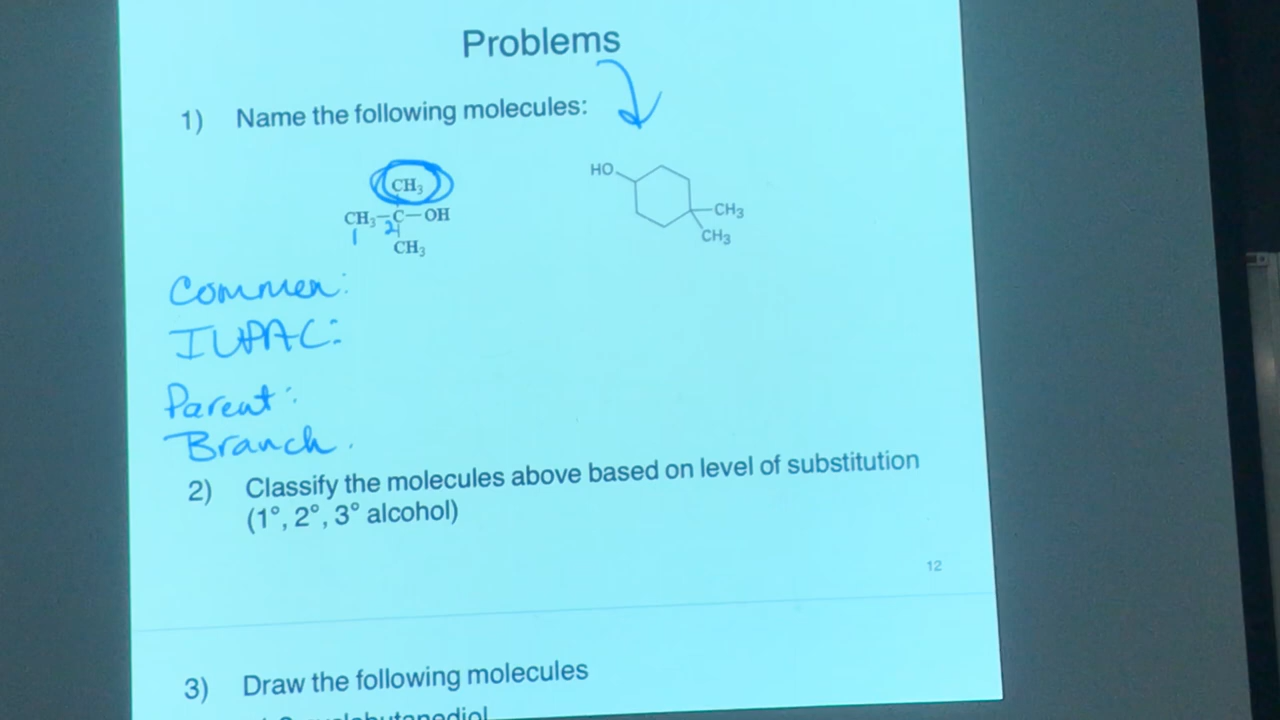 Problems
1) Name the following molecules:
CH₃
CH₃—C—OH
1 2
CH₃
HO
CH₃
CH₃
Common:
IUPAC:
Parent:
Branch.
2) Classify the molecules above based on level of substitution
(1°, 2°, 3° alcohol)
12
3) Draw the following molecules